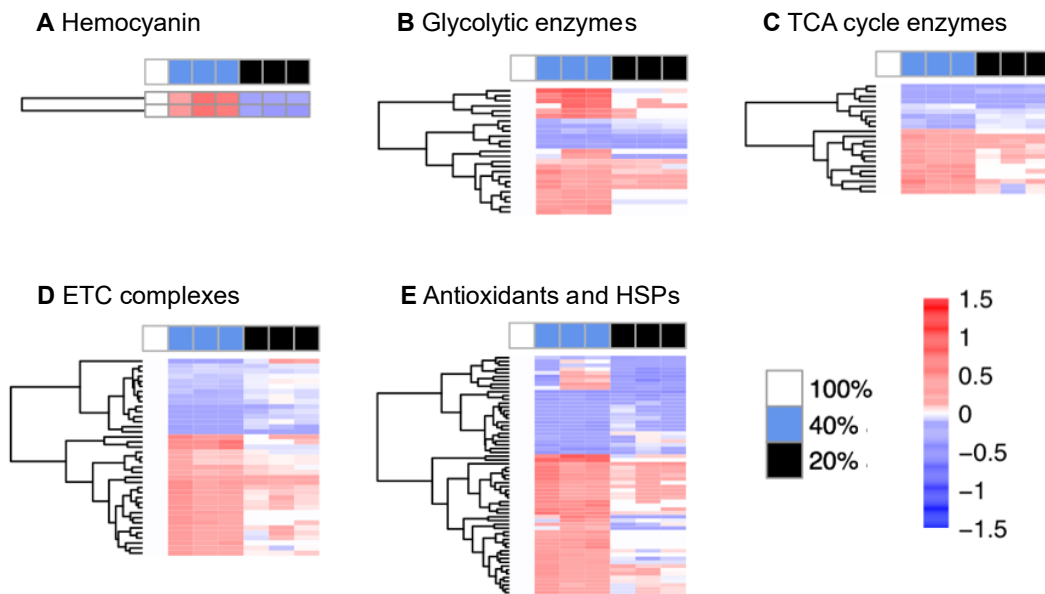 A Hemocyanin
B Glycolytic enzymes
C TCA cycle enzymes
D ETC complexes
E Antioxidants and HSPs
100%
40%
20%
1.5
1
0.5
0
−0.5
−1
−1.5